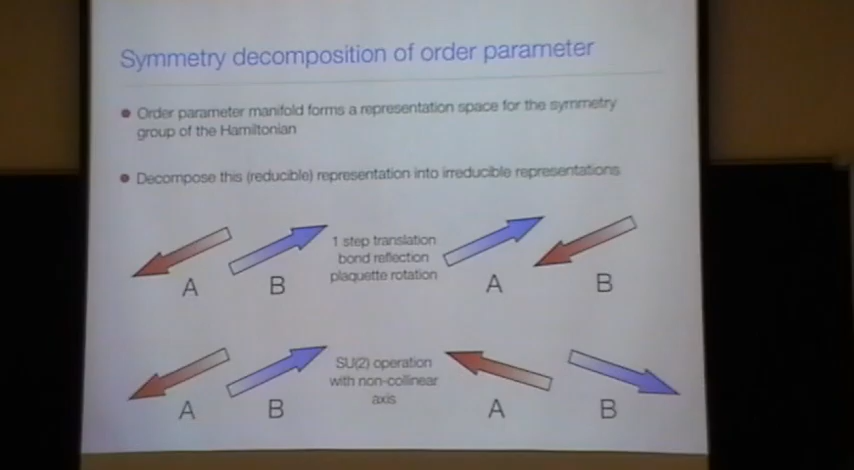 Symmetry decomposition of order parameter
Order parameter manifold forms a representation space for the symmetry
group of the Hamiltonian
Decompose this (reducible) representation into irreducible representations
1 step translation
bond reflection
plaquette rotation
A B A B
SU(2) operation
with non-collinear
axis
A B A B